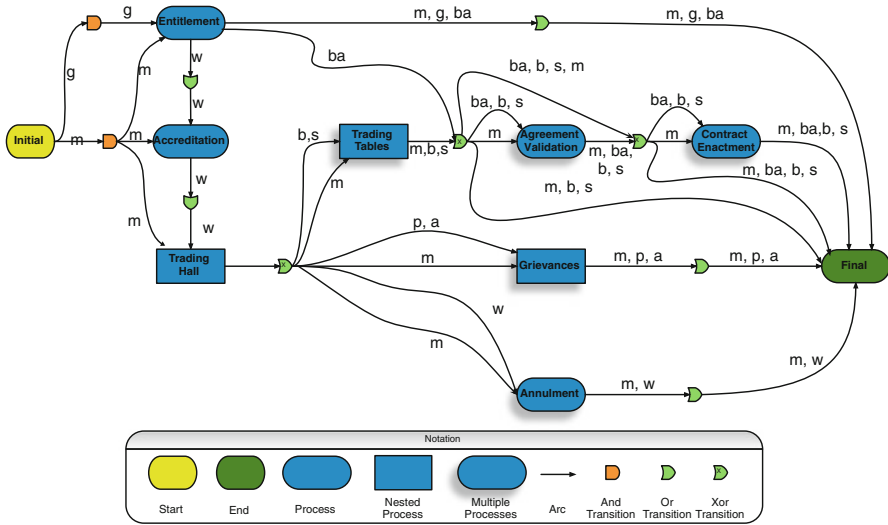 g
Entitlement
m, g, ba
m, g, ba
g
m
w
ba
ba, b, s, m
w
ba, b, s
ba, b, s
Initial
m
m
Accreditation
b,s
Trading
Tables
m,b,s
x
m
Agreement
Validation
m, ba,
b, s
x
m
Contract
Enactment
m, ba,b, s
w
m
m, b, s
m, ba, b, s
m
w
p, a
Trading
Hall
x
m
Grievances
m, p, a
m, p, a
Final
w
m
Annulment
m, w
m, w
Notation
Start
End
Process
Nested
Process
Multiple
Processes
Arc
And
Transition
Or
Transition
x
Xor
Transition